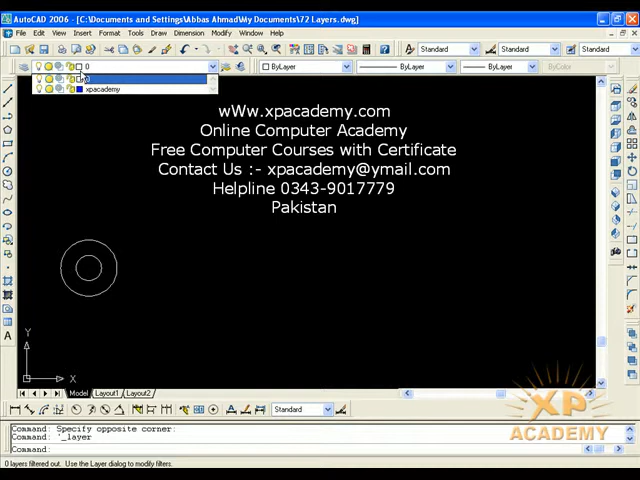 AutoCAD 2006 - [C:\Documents and Settings\Abbas Ahmad\My Documents\72 Layers.dwg]
File Edit View Insert Format Tools Draw Dimension Modify Window Help
Standard Standard
0 ByLayer ByLayer ByLayer ByColor
xpacademy
wWw.xpacademy.com
Online Computer Academy
Free Computer Courses with Certificate
Contact Us :- xpacademy@ymail.com
Helpline 0343-9017779
Pakistan
Y
X
Model Layout1 Layout2
Standard
XP
ACADEMY
Command: Specify opposite corner:
Command: '_layer
Command:
0 layers filtered out. Use the Layer dialog to modify filters.